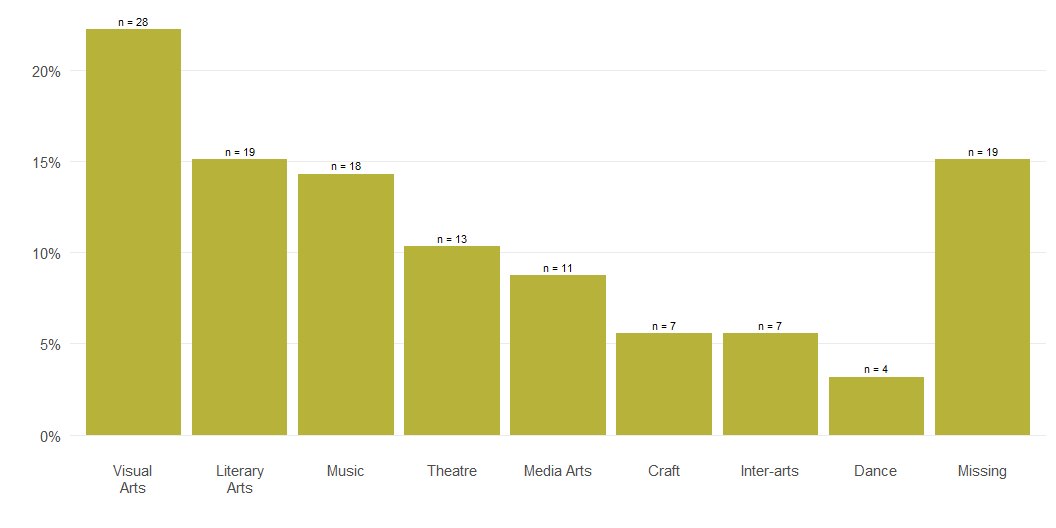 n = 28
20%
n = 19
n = 18
n = 19
15%
n = 13
10%
n = 11
n = 7
n = 7
5%
n = 4
0%
Visual
Arts
Literary
Arts
Music
Theatre
Media Arts
Craft
Inter-arts
Dance
Missing